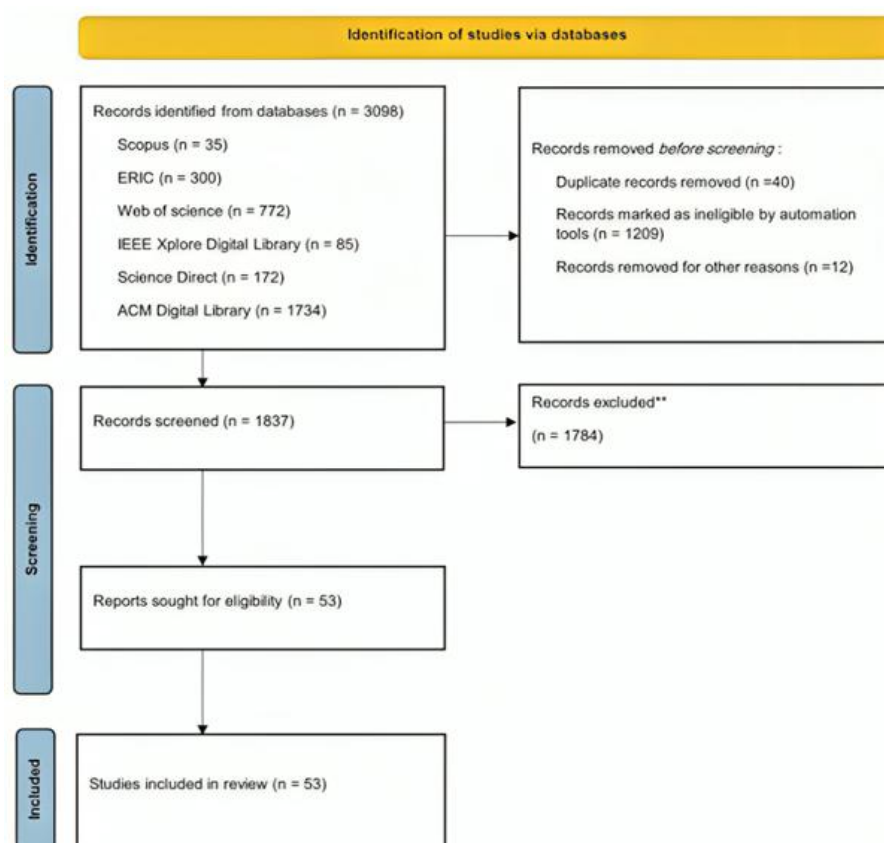 Identification of studies via databases
Identification
Records identified from databases (n = 3098)
Scopus (n = 35)
ERIC (n = 300)
Web of science (n = 772)
IEEE Xplore Digital Library (n = 85)
Science Direct (n = 172)
ACM Digital Library (n = 1734)
Records removed before screening :
Duplicate records removed (n =40)
Records marked as ineligible by automation
tools (n = 1209)
Records removed for other reasons (n =12)
Screening
Records screened (n = 1837)
Records excluded**
(n = 1784)
Reports sought for eligibility (n = 53)
Included
Studies included in review (n = 53)